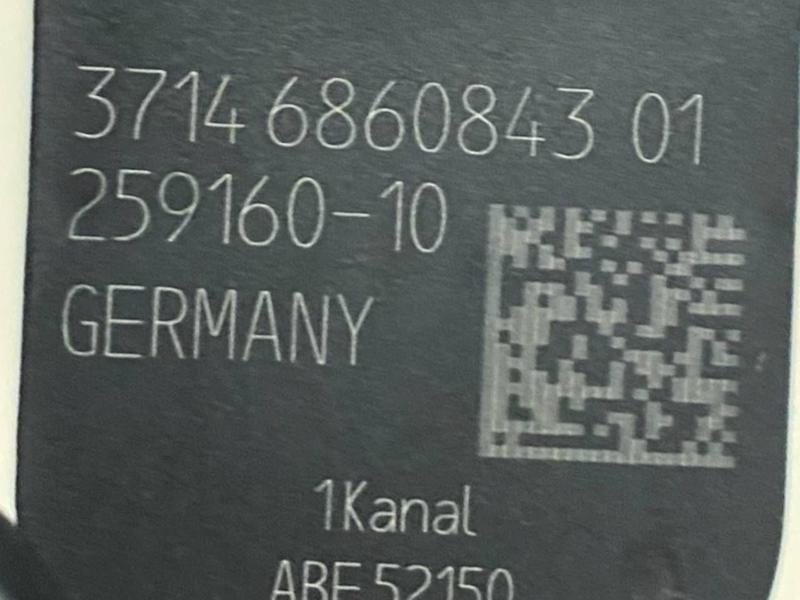 3714 6860843 01
259160-10
GERMANY
1Kanal
ABE 52150